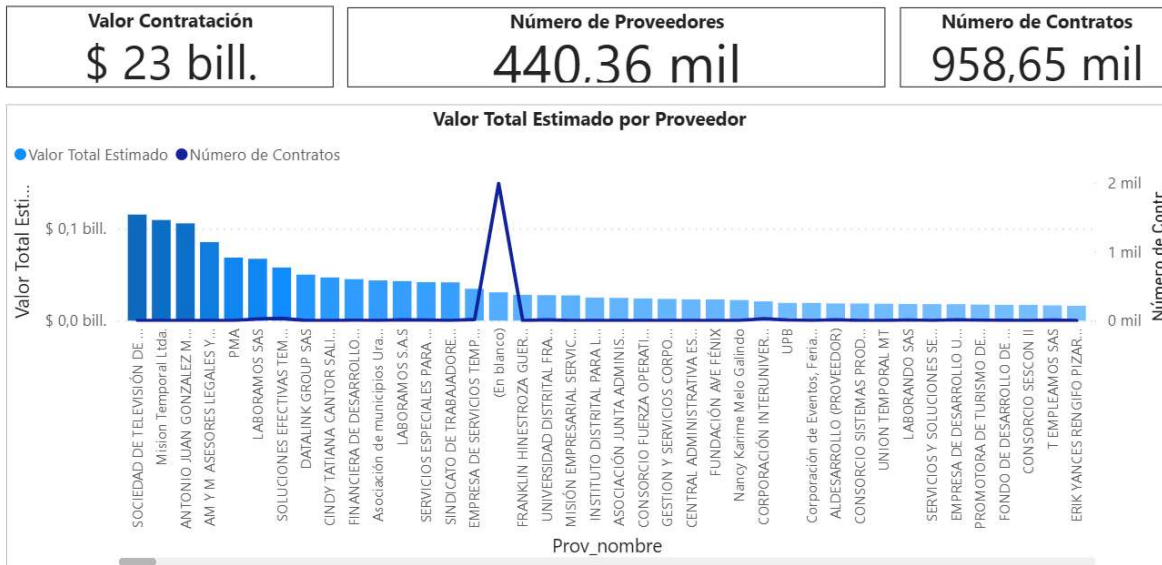 Valor Contratación
$ 23 bill.
Número de Proveedores
440,36 mil
Número de Contratos
958,65 mil
Valor Total Estimado por Proveedor
Valor Total Estimado
Número de Contratos
Valor Total Esti...
$ 0,1 bill.
$ 0,0 bill.
2 mil
1 mil
0 mil
Número de Contr...
SOCIEDAD DE TELEVISIÓN DE...
Mision Temporal Ltda.
ANTONIO JUAN GONZALEZ M...
AM Y M ASESORES LEGALES Y...
PMA
LABORAMOS SAS
SOLUCIONES EFECTIVAS TEM...
DATALINK GROUP SAS
CINDY TATIANA CANTOR SALI...
FINANCIERA DE DESARROLLO...
Asociación de municipios Ura...
LABORAMOS S.A.S
SERVICIOS ESPECIALES PARA ...
SINDICATO DE TRABAJADORE...
EMPRESA DE SERVICIOS TEMP...
(En blanco)
FRANKLIN HINESTROZA GUER...
UNIVERSIDAD DISTRITAL FRA...
MISIÓN EMPRESARIAL SERVIC...
INSTITUTO DISTRITAL PARA L...
ASOCIACIÓN JUNTA ADMINIS...
CONSORCIO FUERZA OPERATI...
GESTION Y SERVICIOS CORPO...
CENTRAL ADMINISTRATIVA ES...
FUNDACIÓN AVE FÉNIX
Nancy Karime Melo Galindo
CORPORACIÓN INTERUNIVER...
UPB
Corporación de Eventos, Feria...
ALDESARROLLO (PROVEEDOR)
CONSORCIO SISTEMAS PROD...
UNION TEMPORAL MT
LABORANDO SAS
SERVICIOS Y SOLUCIONES SE...
EMPRESA DE DESARROLLO U...
PROMOTORA DE TURISMO DE...
FONDO DE DESARROLLO DE...
CONSORCIO SESCON II
T EMPLEAMOS SAS
ERIK YANCES RENGIFO PIZAR...
Prov_nombre